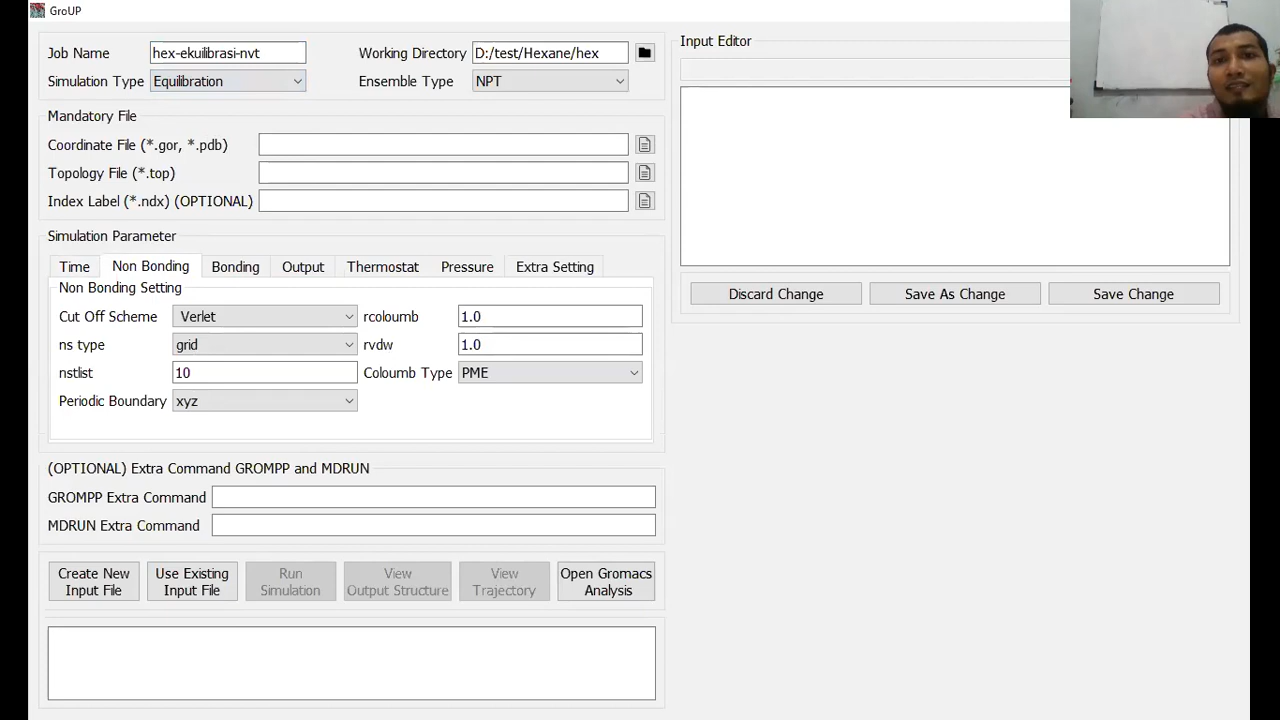 GroUP
Job Name hex-ekuilibrasi-nvt Working Directory D:/test/Hexane/hex
Simulation Type Equilibration Ensemble Type NPT
Mandatory File
Coordinate File (*.gor, *.pdb)
Topology File (*.top)
Index Label (*.ndx) (OPTIONAL)
Simulation Parameter
Time Non Bonding Bonding Output Thermostat Pressure Extra Setting
Non Bonding Setting
Cut Off Scheme Verlet rcoloumb 1.0
ns type grid rvdw 1.0
nstlist 10 Coloumb Type PME
Periodic Boundary xyz
(OPTIONAL) Extra Command GROMPP and MDRUN
GROMPP Extra Command
MDRUN Extra Command
Create New Input File
Use Existing Input File
Run Simulation
View Output Structure
View Trajectory
Open Gromacs Analysis
Input Editor
Discard Change Save As Change Save Change